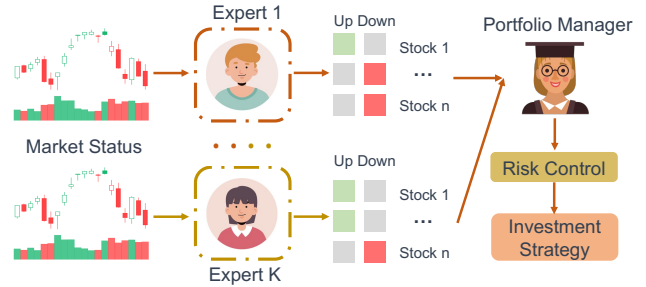 Expert 1
Up Down
Stock 1
...
Stock n
Portfolio Manager
Market Status
Up Down
Stock 1
...
Stock n
Expert K
Risk Control
Investment
Strategy